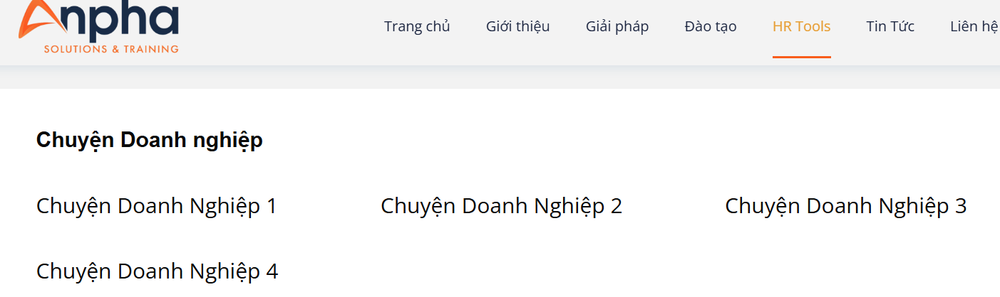 Anpha
SOLUTIONS & TRAINING
Trang chủ Giới thiệu Giải pháp Đào tạo HR Tools Tin Tức Liên hệ
Chuyện Doanh nghiệp
Chuyện Doanh Nghiệp 1 Chuyện Doanh Nghiệp 2 Chuyện Doanh Nghiệp 3
Chuyện Doanh Nghiệp 4